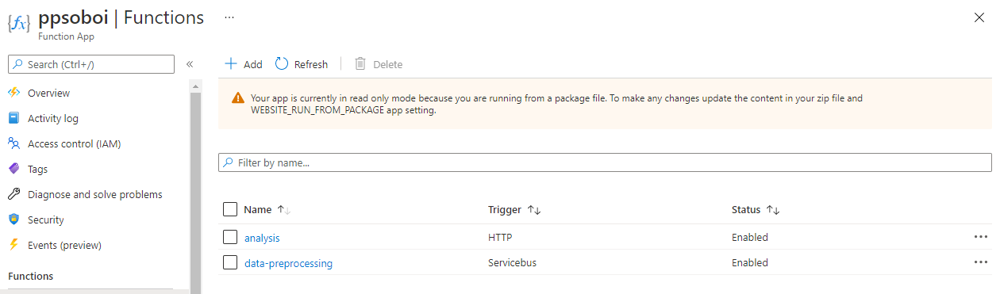 ppsoboi | Functions ...
Function App
Search (Ctrl+/)
«
Overview
Activity log
Access control (IAM)
Tags
Diagnose and solve problems
Security
Events (preview)
Functions
+ Add Refresh Delete
Your app is currently in read only mode because you are running from a package file. To make any changes update the content in your zip file and
WEBSITE_RUN_FROM_PACKAGE app setting.
Filter by name...
Name ↑↓ Trigger ↑↓ Status ↑↓
analysis HTTP Enabled ...
data-preprocessing Servicebus Enabled ...